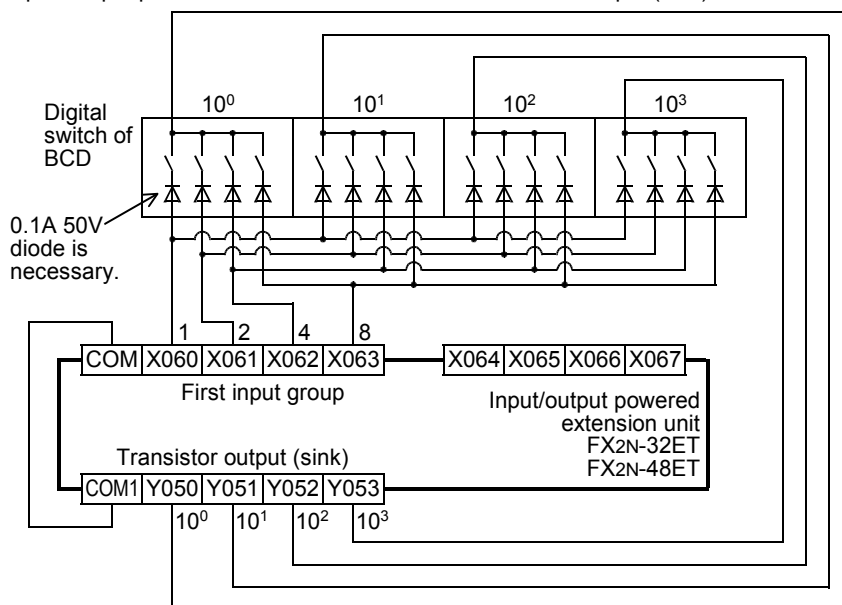 10⁰ 10¹ 10² 10³
Digital
switch of
BCD
0.1A 50V
diode is
necessary.
1 2 4 8
COM X060 X061 X062 X063 X064 X065 X066 X067
First input group
Input/output powered
extension unit
FX2N-32ET
FX2N-48ET
Transistor output (sink)
COM1 Y050 Y051 Y052 Y053
10⁰ 10¹ 10² 10³